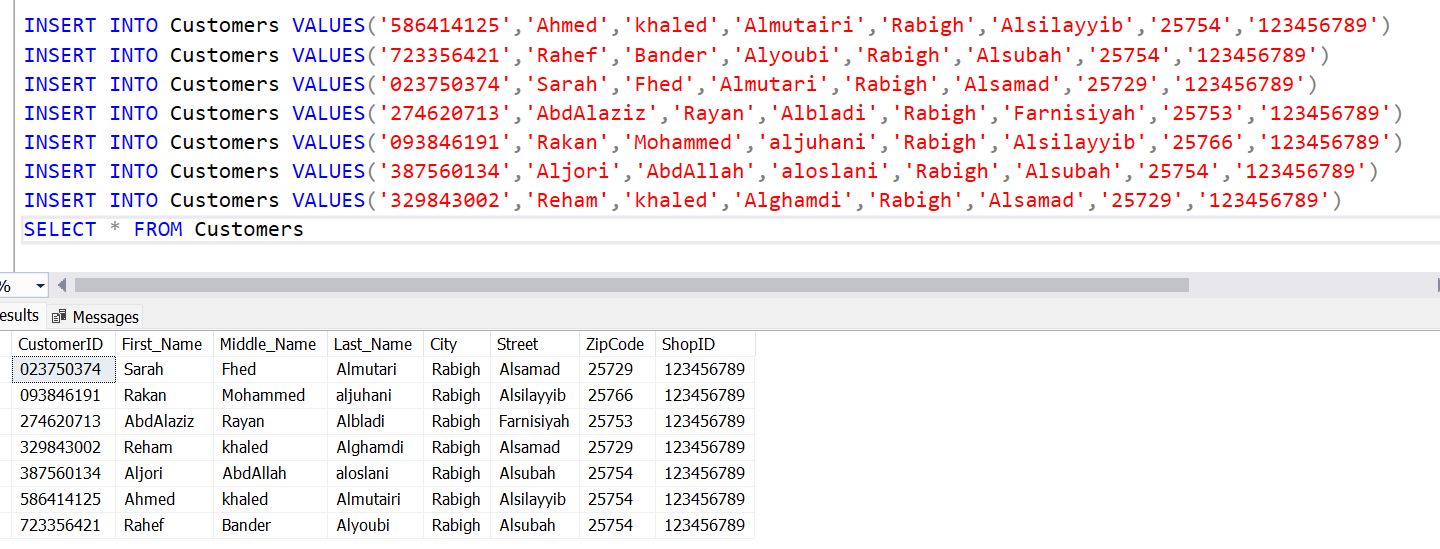 INSERT INTO Customers VALUES('586414125','Ahmed','khaled','Almutairi','Rabigh','Alsilayyib','25754','123456789')
INSERT INTO Customers VALUES('723356421','Rahef','Bander','Alyoubi','Rabigh','Alsubah','25754','123456789')
INSERT INTO Customers VALUES('023750374','Sarah','Fhed','Almutari','Rabigh','Alsamad','25729','123456789')
INSERT INTO Customers VALUES('274620713','AbdAlaziz','Rayan','Albladi','Rabigh','Farnisiyah','25753','123456789')
INSERT INTO Customers VALUES('093846191','Rakan','Mohammed','aljuhani','Rabigh','Alsilayyib','25766','123456789')
INSERT INTO Customers VALUES('387560134','Aljori','AbdAllah','aloslani','Rabigh','Alsubah','25754','123456789')
INSERT INTO Customers VALUES('329843002','Reham','khaled','Alghamdi','Rabigh','Alsamad','25729','123456789')
SELECT * FROM Customers
%
esults Messages
CustomerID First_Name Middle_Name Last_Name City Street ZipCode ShopID
023750374 Sarah Fhed Almutari Rabigh Alsamad 25729 123456789
093846191 Rakan Mohammed aljuhani Rabigh Alsilayyib 25766 123456789
274620713 AbdAlaziz Rayan Albladi Rabigh Farnisiyah 25753 123456789
329843002 Reham khaled Alghamdi Rabigh Alsamad 25729 123456789
387560134 Aljori AbdAllah aloslani Rabigh Alsubah 25754 123456789
586414125 Ahmed khaled Almutairi Rabigh Alsilayyib 25754 123456789
723356421 Rahef Bander Alyoubi Rabigh Alsubah 25754 123456789